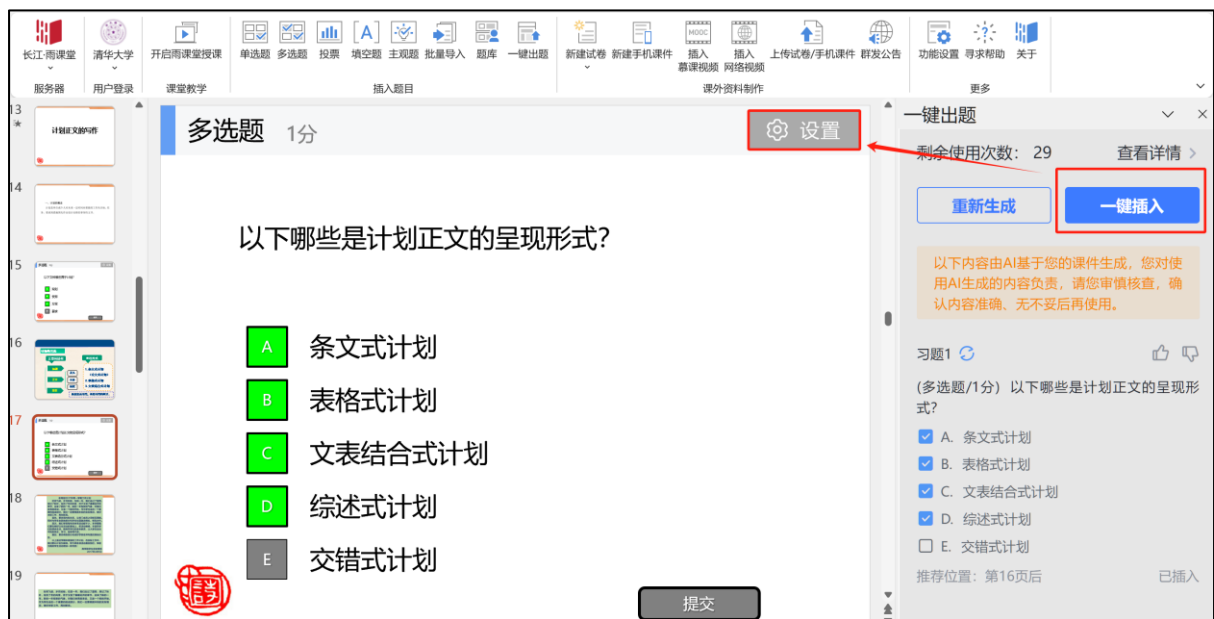 长江·雨课堂
清华大学
开启雨课堂授课
单选题 多选题 投票 填空题 主观题 批量导入 题库 一键出题
新建试卷 新建手机课件
MOOC
插入
慕课视频
插入
网络视频
上传试卷/手机课件 群发公告
功能设置 寻求帮助 关于
服务器 用户登录 课堂教学 插入题目 课外资料制作 更多
13
计划正文的写作
14
15
16
17
18
19
多选题 1分
设置
以下哪些是计划正文的呈现形式?
A 条文式计划
B 表格式计划
C 文表结合式计划
D 综述式计划
E 交错式计划
提交
一键出题
剩余使用次数: 29 查看详情 >
重新生成 一键插入
以下内容由AI基于您的课件生成，您对使
用AI生成的内容负责，请您审慎核查，确
认内容准确、无不妥后再使用。
习题1
(多选题/1分) 以下哪些是计划正文的呈现形
式?
A. 条文式计划
B. 表格式计划
C. 文表结合式计划
D. 综述式计划
E. 交错式计划
推荐位置: 第16页后 已插入